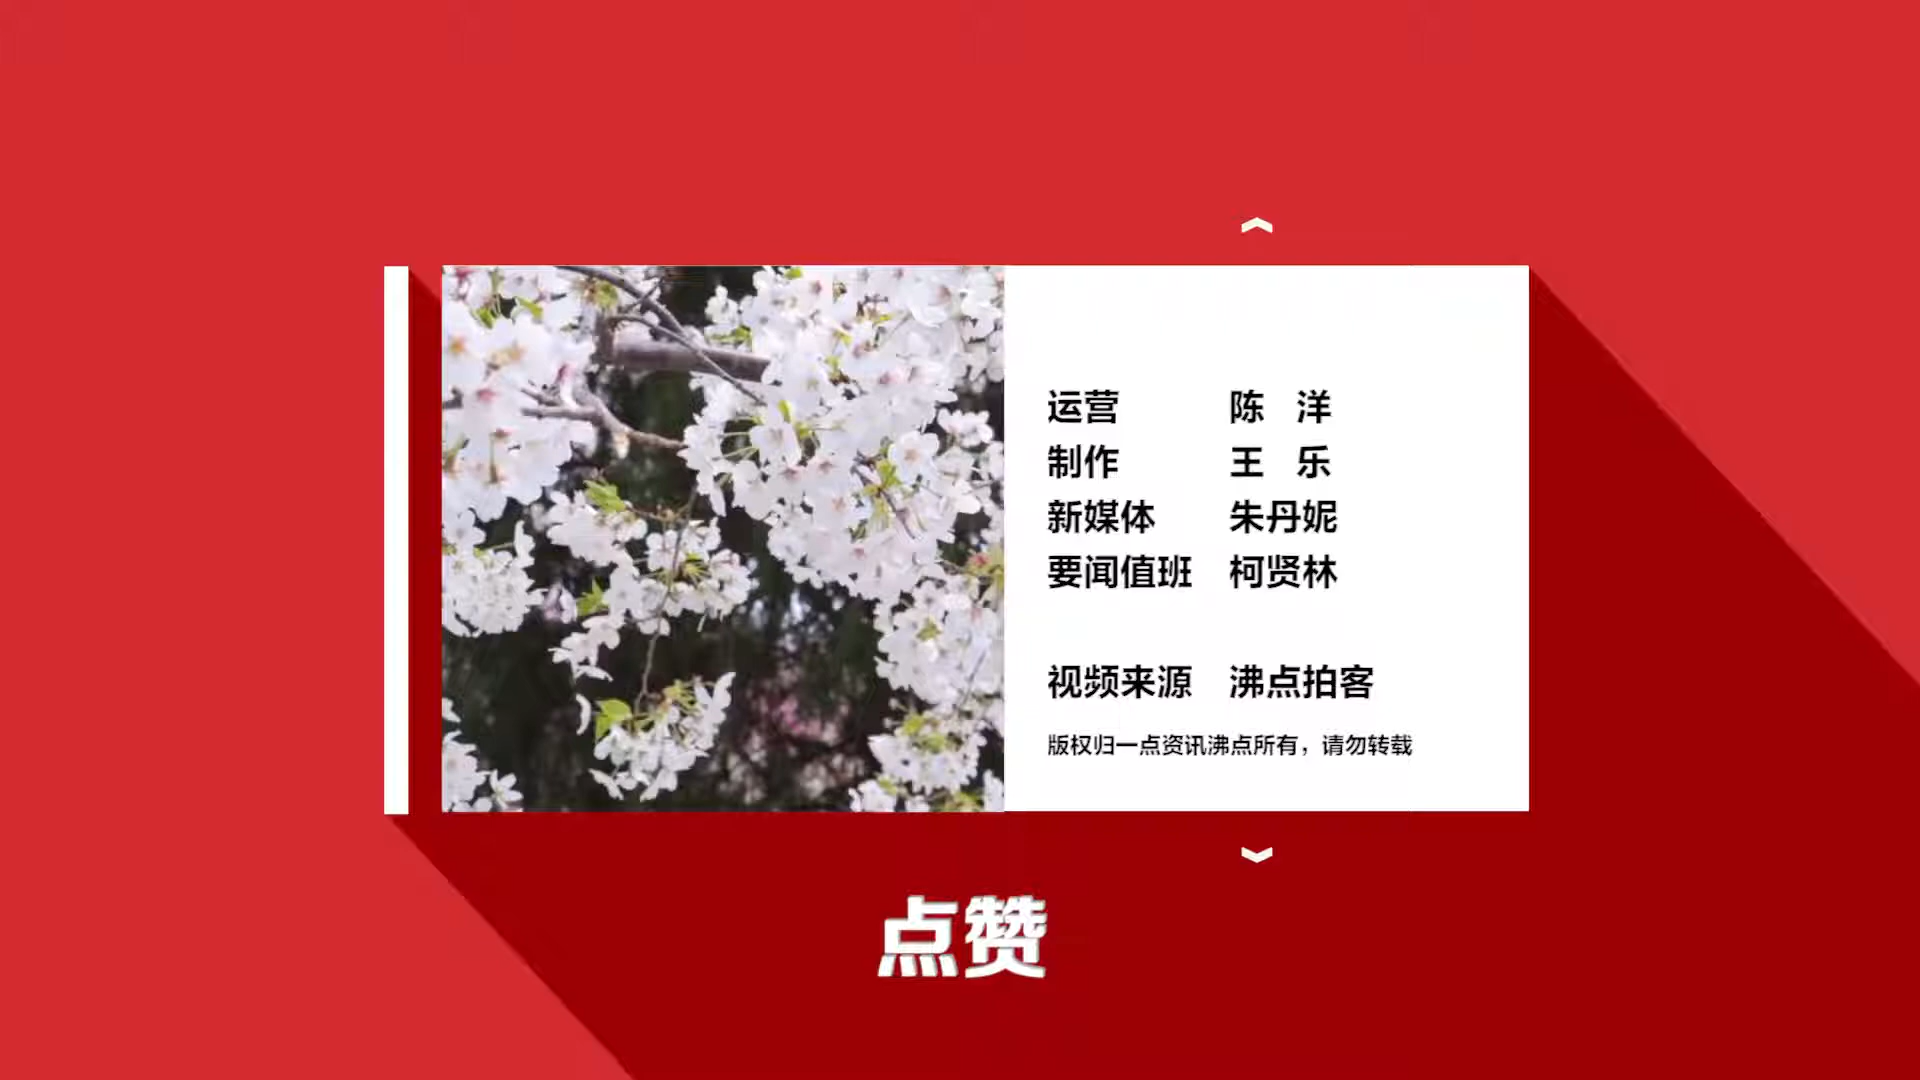 运营 陈 洋
制作 王 乐
新媒体 朱丹妮
要闻值班 柯贤林
视频来源 沸点拍客
版权归一点资讯沸点所有，请勿转载
点赞